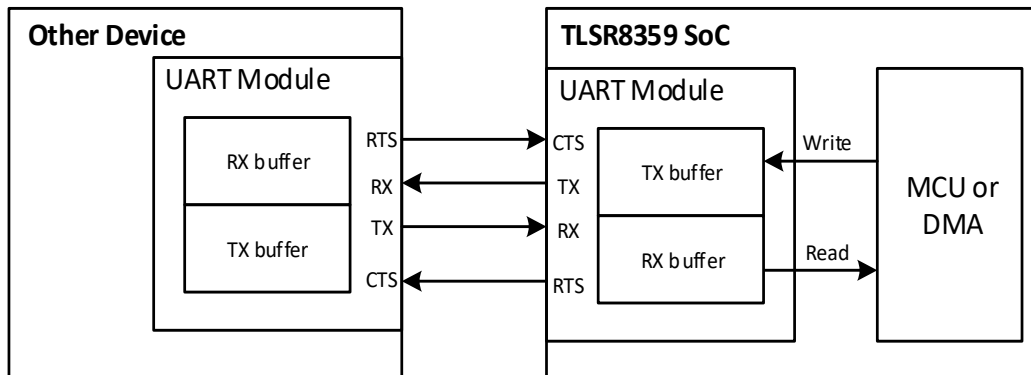 Other Device
UART Module
RX buffer
TX buffer
RTS
RX
TX
CTS
TLSR8359 SoC
UART Module
CTS
TX
RX
RTS
TX buffer
RX buffer
Write
Read
MCU or
DMA